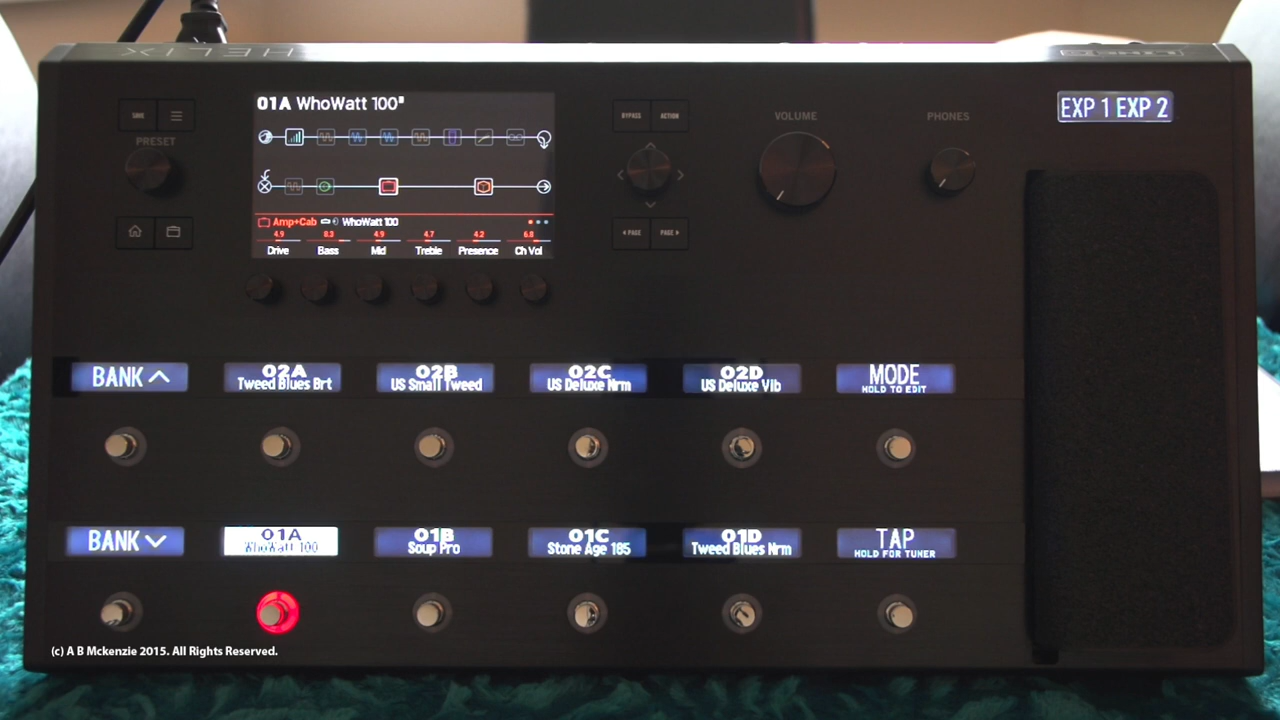 HELIX
LINE 6
EXP 1 EXP 2
SAVE
PRESET
01A WhoWatt 100
Amp+Cab WhoWatt 100
4.9 8.3 4.9 4.7 4.2 6.8
Drive Bass Mid Treble Presence Ch Vol
BYPASS ACTION
PAGE PAGE
VOLUME
PHONES
BANK
02A
Tweed Blues Brt
02B
US Small Tweed
02C
US Deluxe Nrm
02D
US Deluxe Vib
MODE
HOLD TO EDIT
BANK
01A
WhoWatt 100
01B
Soup Pro
01C
Stone Age 185
01D
Tweed Blues Nrm
TAP
HOLD FOR TUNER
(c) A B Mckenzie 2015. All Rights Reserved.